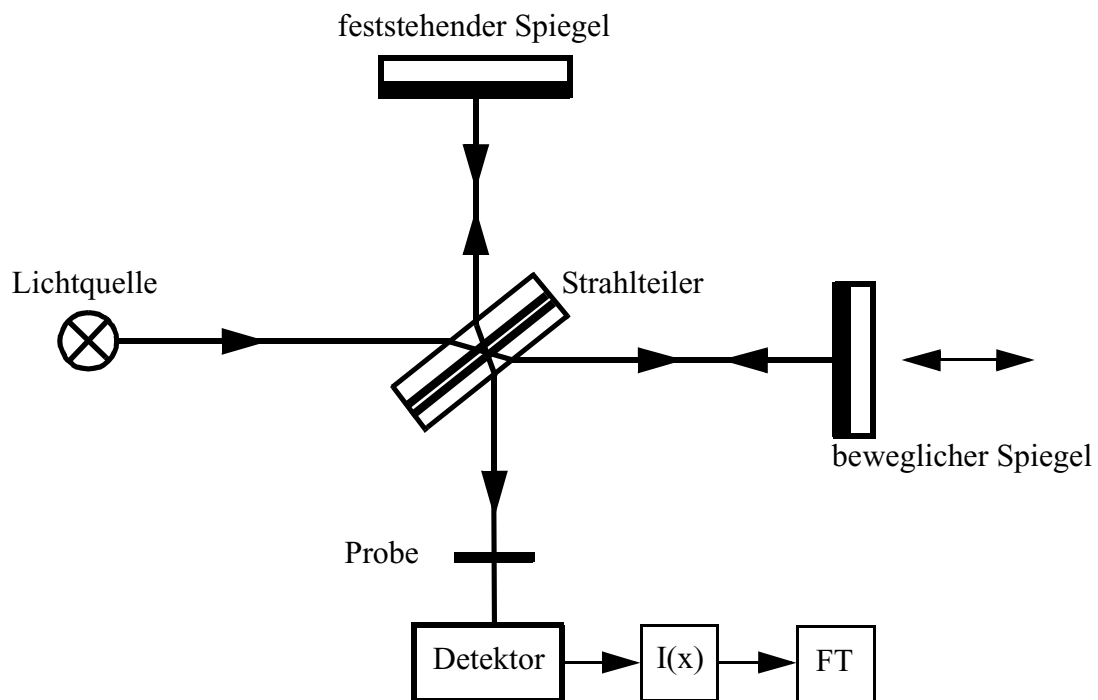 feststehender Spiegel
Lichtquelle
Strahlteiler
beweglicher Spiegel
Probe
Detektor
I(x)
FT